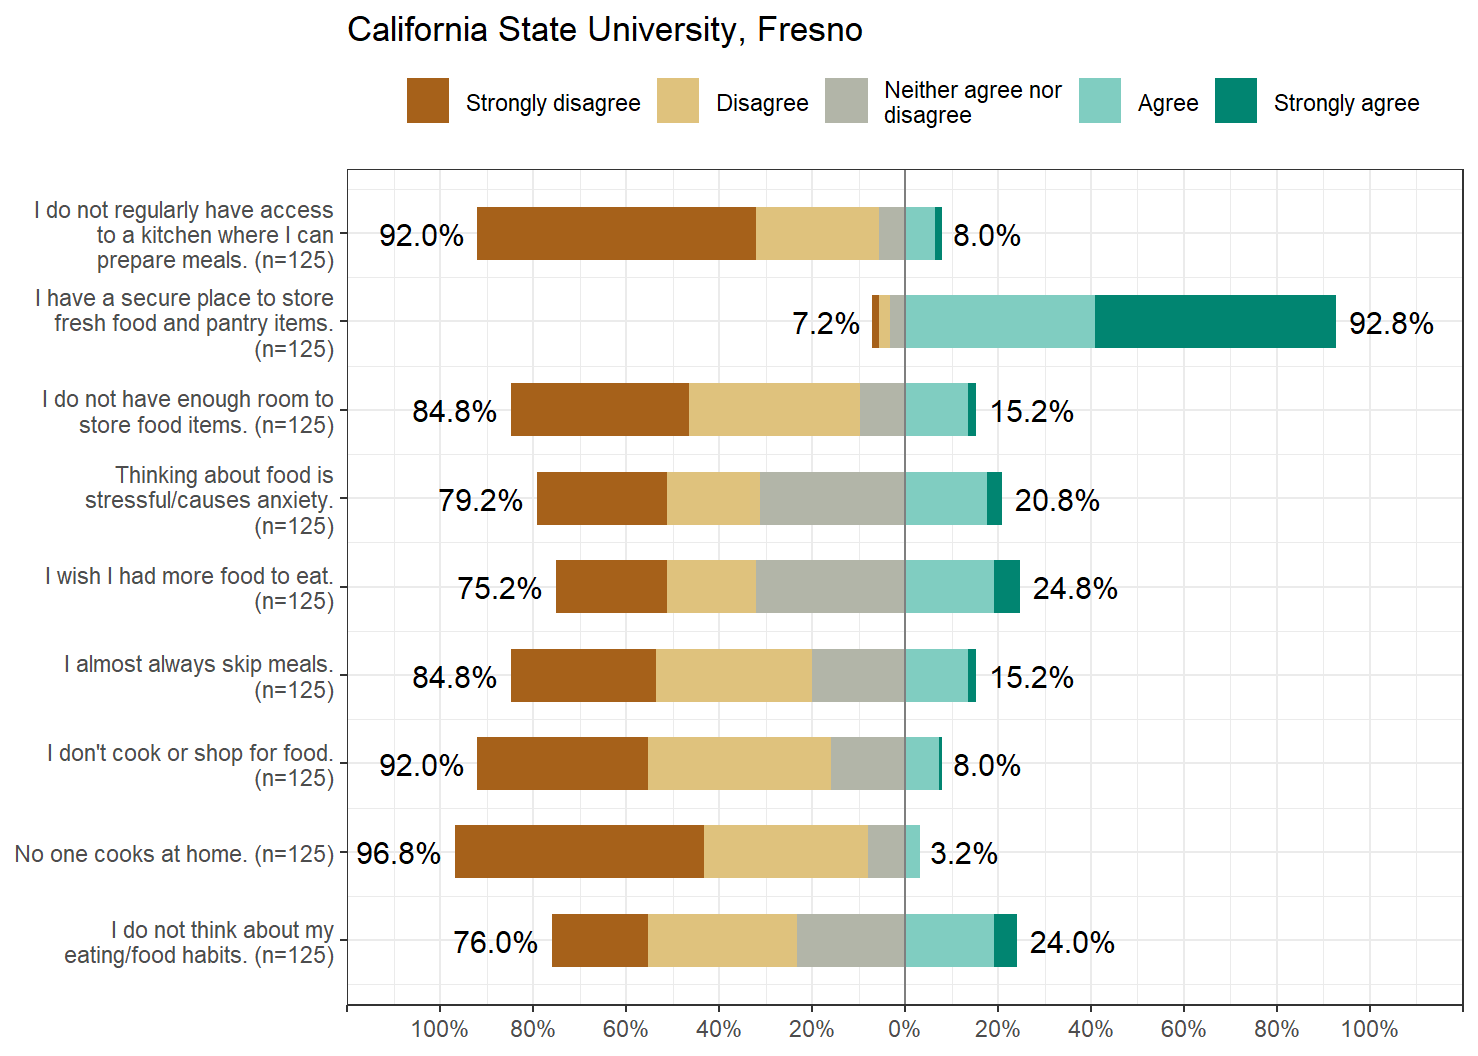 California State University, Fresno
Strongly disagree
Disagree
Neither agree nor
disagree
Agree
Strongly agree
I do not regularly have access
to a kitchen where I can
prepare meals. (n=125)
92.0%
8.0%
I have a secure place to store
fresh food and pantry items.
(n=125)
7.2%
92.8%
I do not have enough room to
store food items. (n=125)
84.8%
15.2%
Thinking about food is
stressful/causes anxiety.
(n=125)
79.2%
20.8%
I wish I had more food to eat.
(n=125)
75.2%
24.8%
I almost always skip meals.
(n=125)
84.8%
15.2%
I don't cook or shop for food.
(n=125)
92.0%
8.0%
No one cooks at home. (n=125)
96.8%
3.2%
I do not think about my
eating/food habits. (n=125)
76.0%
24.0%
100% 80% 60% 40% 20% 0% 20% 40% 60% 80% 100%